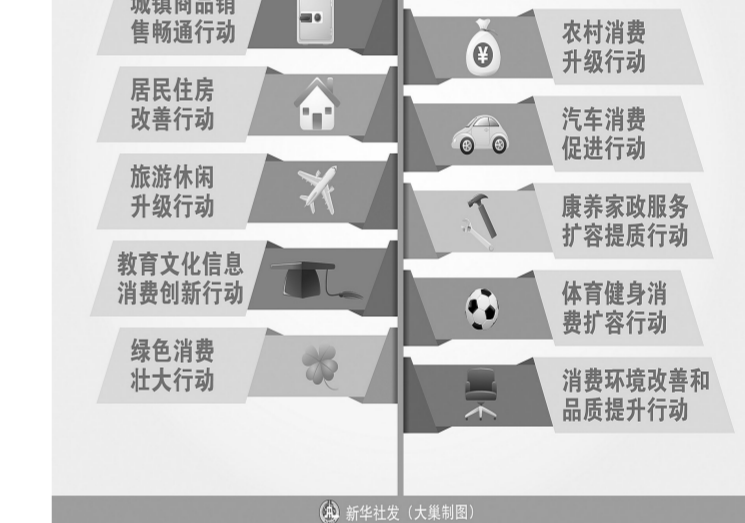 城镇商品销
售畅通行动
农村消费
升级行动
居民住房
改善行动
汽车消费
促进行动
旅游休闲
升级行动
康养家政服务
扩容提质行动
教育文化信息
消费创新行动
体育健身消
费扩容行动
绿色消费
壮大行动
消费环境改善和
品质提升行动
¥
新华社发（大巢制图）